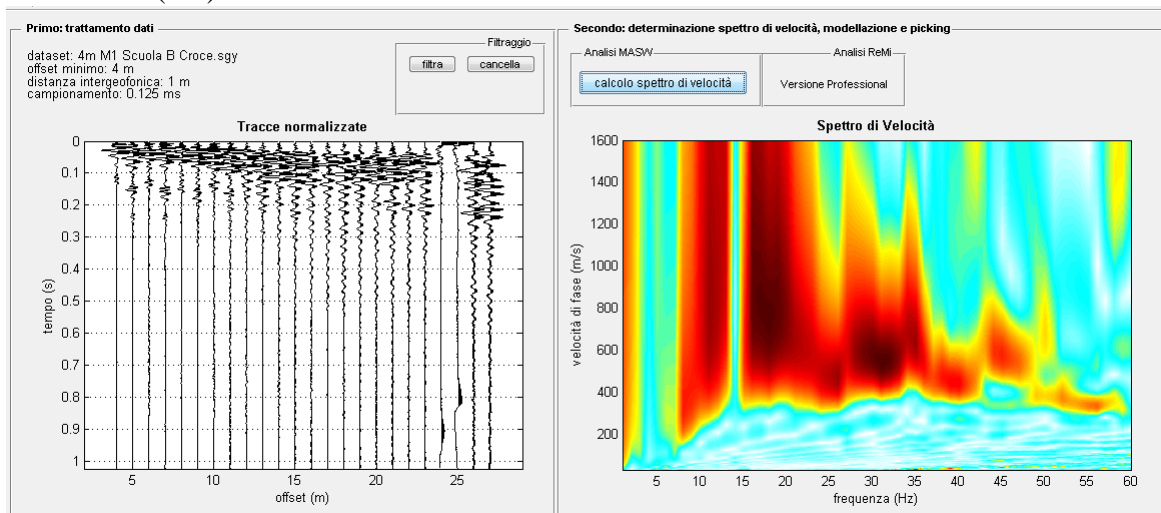 Primo: trattamento dati
dataset: 4m M1 Scuola B Croce.sgy
offset minimo: 4 m
distanza intergeofonica: 1 m
campionamento: 0.125 ms
Filtraggio
filtra
cancella
Tracce normalizzate
0
0.1
0.2
0.3
0.4
0.5
0.6
0.7
0.8
0.9
1
tempo (s)
5
10
15
20
25
offset (m)
Secondo: determinazione spettro di velocità, modellazione e picking
Analisi MASW
calcolo spettro di velocità
Analisi ReMi
Versione Professional
Spettro di Velocità
1600
1400
1200
1000
800
600
400
200
velocità di fase (m/s)
5
10
15
20
25
30
35
40
45
50
55
60
frequenza (Hz)